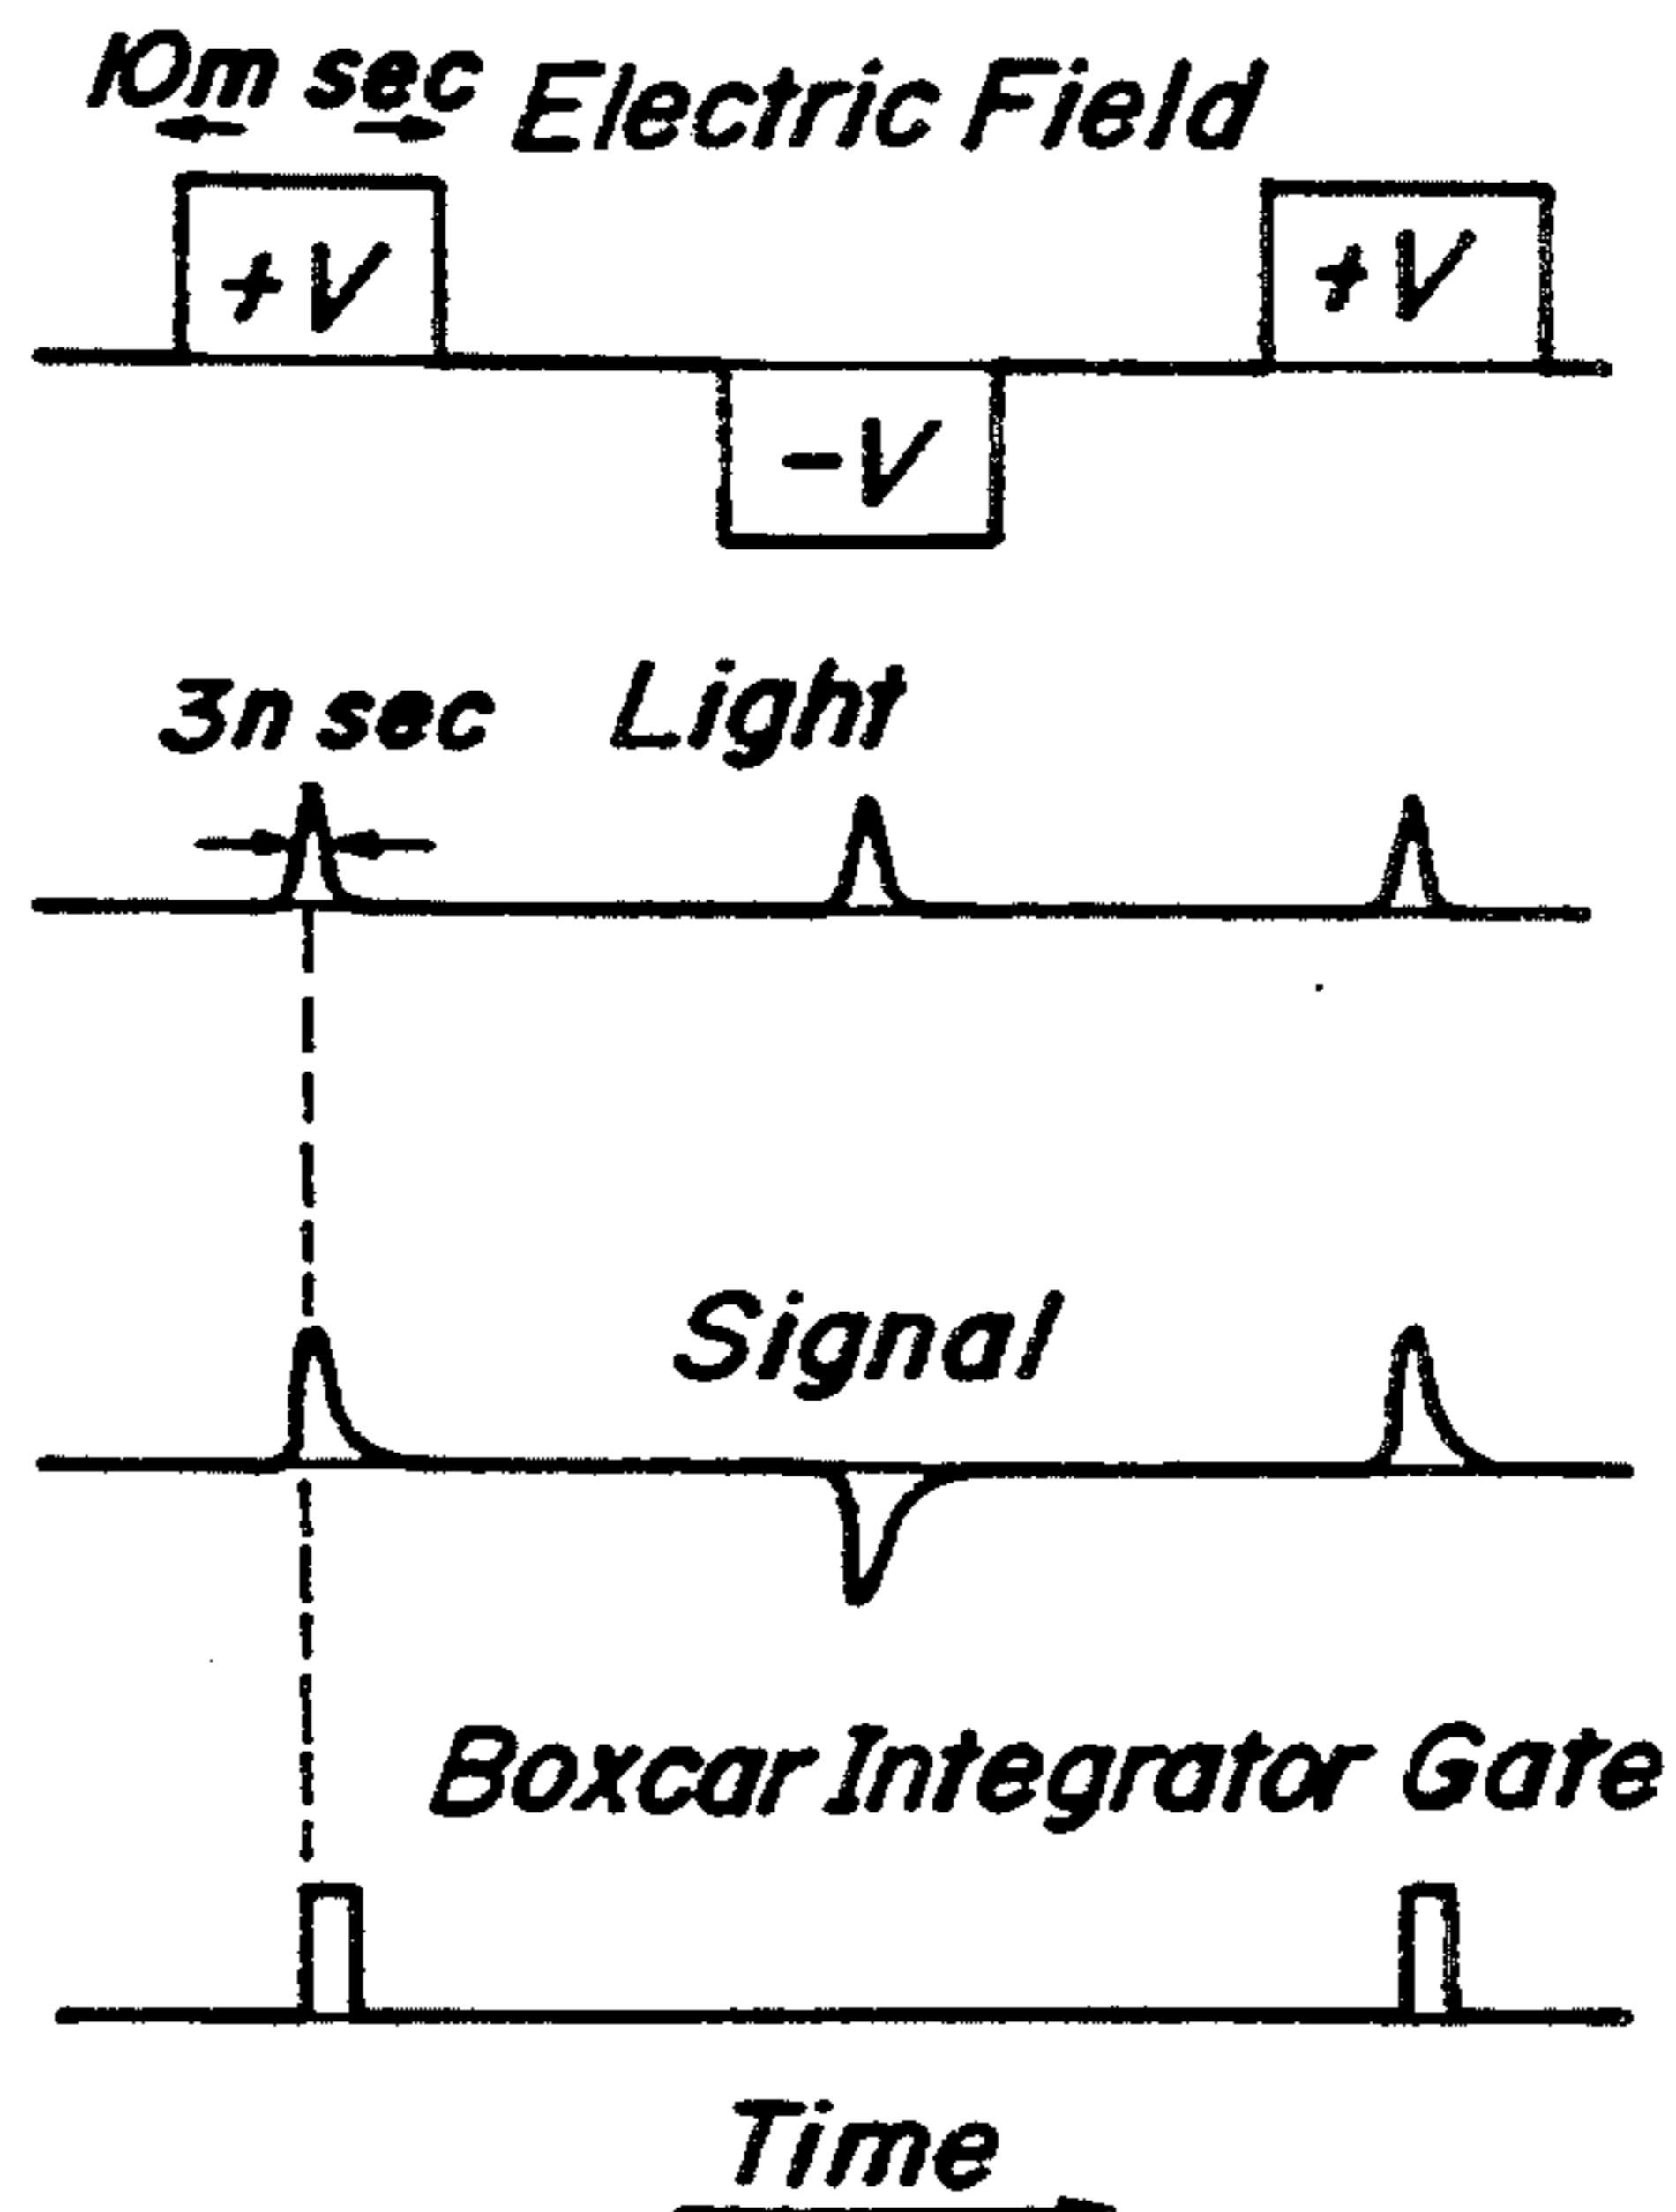 10m sec Electric Field
+V +V
-V
3n sec Light
Signal
Boxcar Integrator Gate
Time